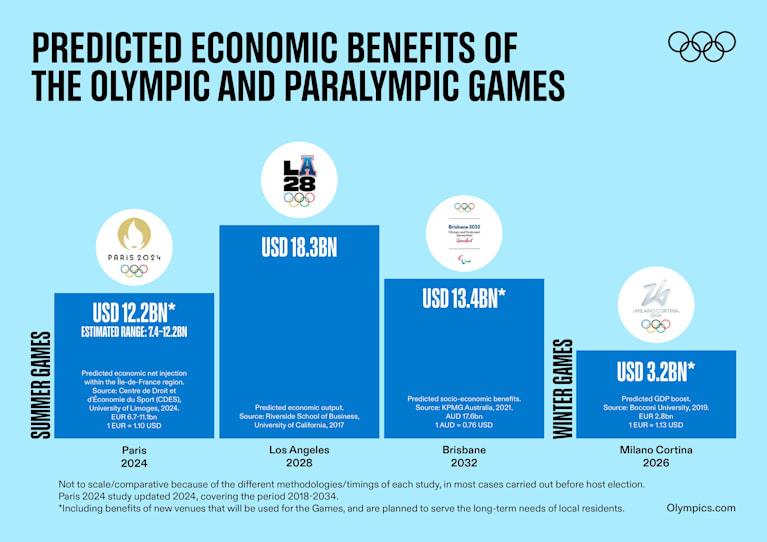 PREDICTED ECONOMIC BENEFITS OF
THE OLYMPIC AND PARALYMPIC GAMES
SUMMER GAMES
PARIS 2024
USD 12.2BN*
ESTIMATED RANGE: 7.4–12.2BN
Predicted economic net injection
within the Île-de-France region.
Source: Centre de Droit et
d'Économie du Sport (CDES),
University of Limoges, 2024.
EUR 6.7-11.1bn
1 EUR = 1.10 USD
Paris
2024
LA
28
USD 18.3BN
Predicted economic output.
Source: Riverside School of Business,
University of California, 2017
Los Angeles
2028
Brisbane 2032
Olympic and Paralympic
USD 13.4BN*
Predicted socio-economic benefits.
Source: KPMG Australia, 2021.
AUD 17.6bn
1 AUD = 0.76 USD
Brisbane
2032
WINTER GAMES
MILANO CORTINA
2026
USD 3.2BN*
Predicted GDP boost.
Source: Bocconi University, 2019.
EUR 2.8bn
1 EUR = 1.13 USD
Milano Cortina
2026
Not to scale/comparative because of the different methodologies/timings of each study, in most cases carried out before host election.
Paris 2024 study updated 2024, covering the period 2018-2034.
*Including benefits of new venues that will be used for the Games, and are planned to serve the long-term needs of local residents.
Olympics.com